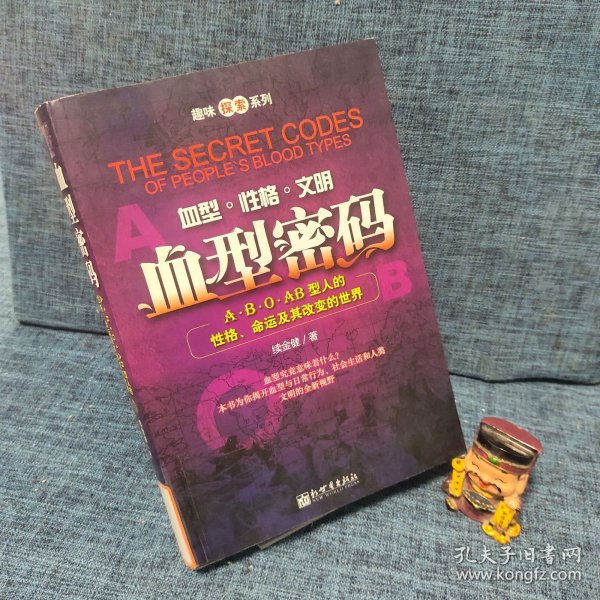 趣味探索系列
THE SECRET CODES
OF PEOPLE'S BLOOD TYPES
血型·性格·文明
A
血型密码
B
A·B·O·AB型人的
性格、命运及其改变的世界
续金健/著
血型究竟意味着什么？
本书为你揭开血型与日常行为、社会生活和人类
文明的全新视野
O
新世界出版社
NEW WORLD PRESS
血型密码
孔夫子旧书网
www.kongfz.com